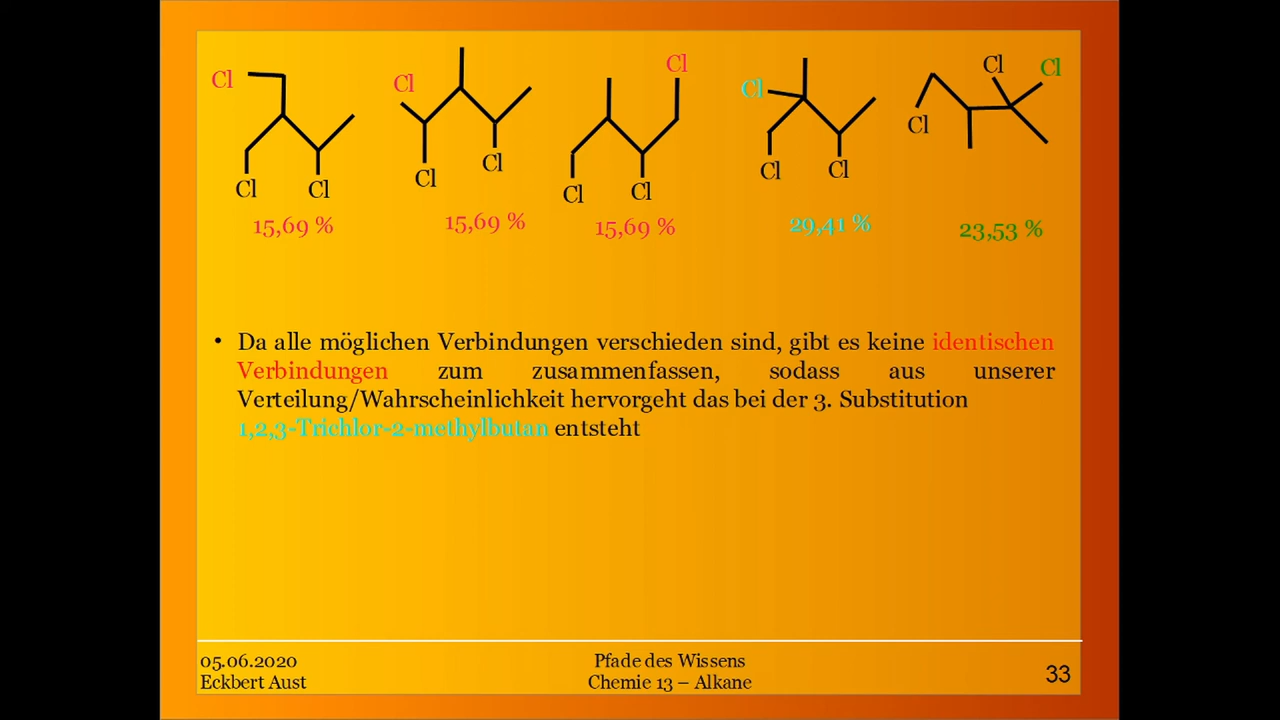 Cl Cl Cl Cl Cl Cl
Cl
Cl Cl
Cl Cl
Cl Cl
Cl Cl
15,69 % 15,69 % 15,69 % 29,41 % 23,53 %
• Da alle möglichen Verbindungen verschieden sind, gibt es keine identischen
Verbindungen zum zusammenfassen, sodass aus unserer
Verteilung/Wahrscheinlichkeit hervorgeht das bei der 3. Substitution
1,2,3-Trichlor-2-methylbutan entsteht
05.06.2020
Eckbert Aust
Pfade des Wissens
Chemie 13 – Alkane
33